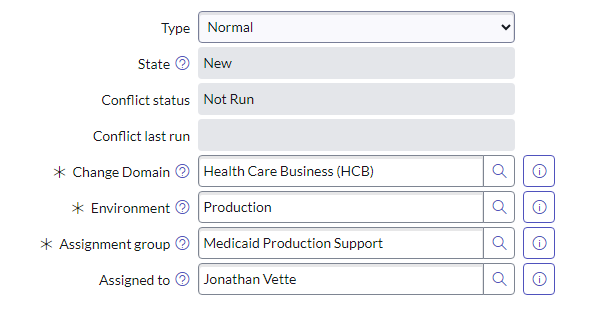 Type Normal
State ? New
Conflict status Not Run
Conflict last run
* Change Domain ? Health Care Business (HCB)
* Environment ? Production
* Assignment group ? Medicaid Production Support
Assigned to ? Jonathan Vette